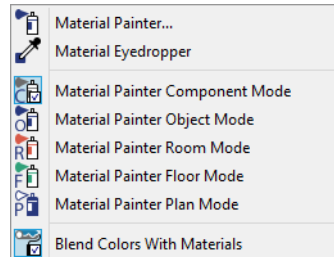 Material Painter...
Material Eyedropper
C Material Painter Component Mode
O Material Painter Object Mode
R Material Painter Room Mode
F Material Painter Floor Mode
P Material Painter Plan Mode
Blend Colors With Materials